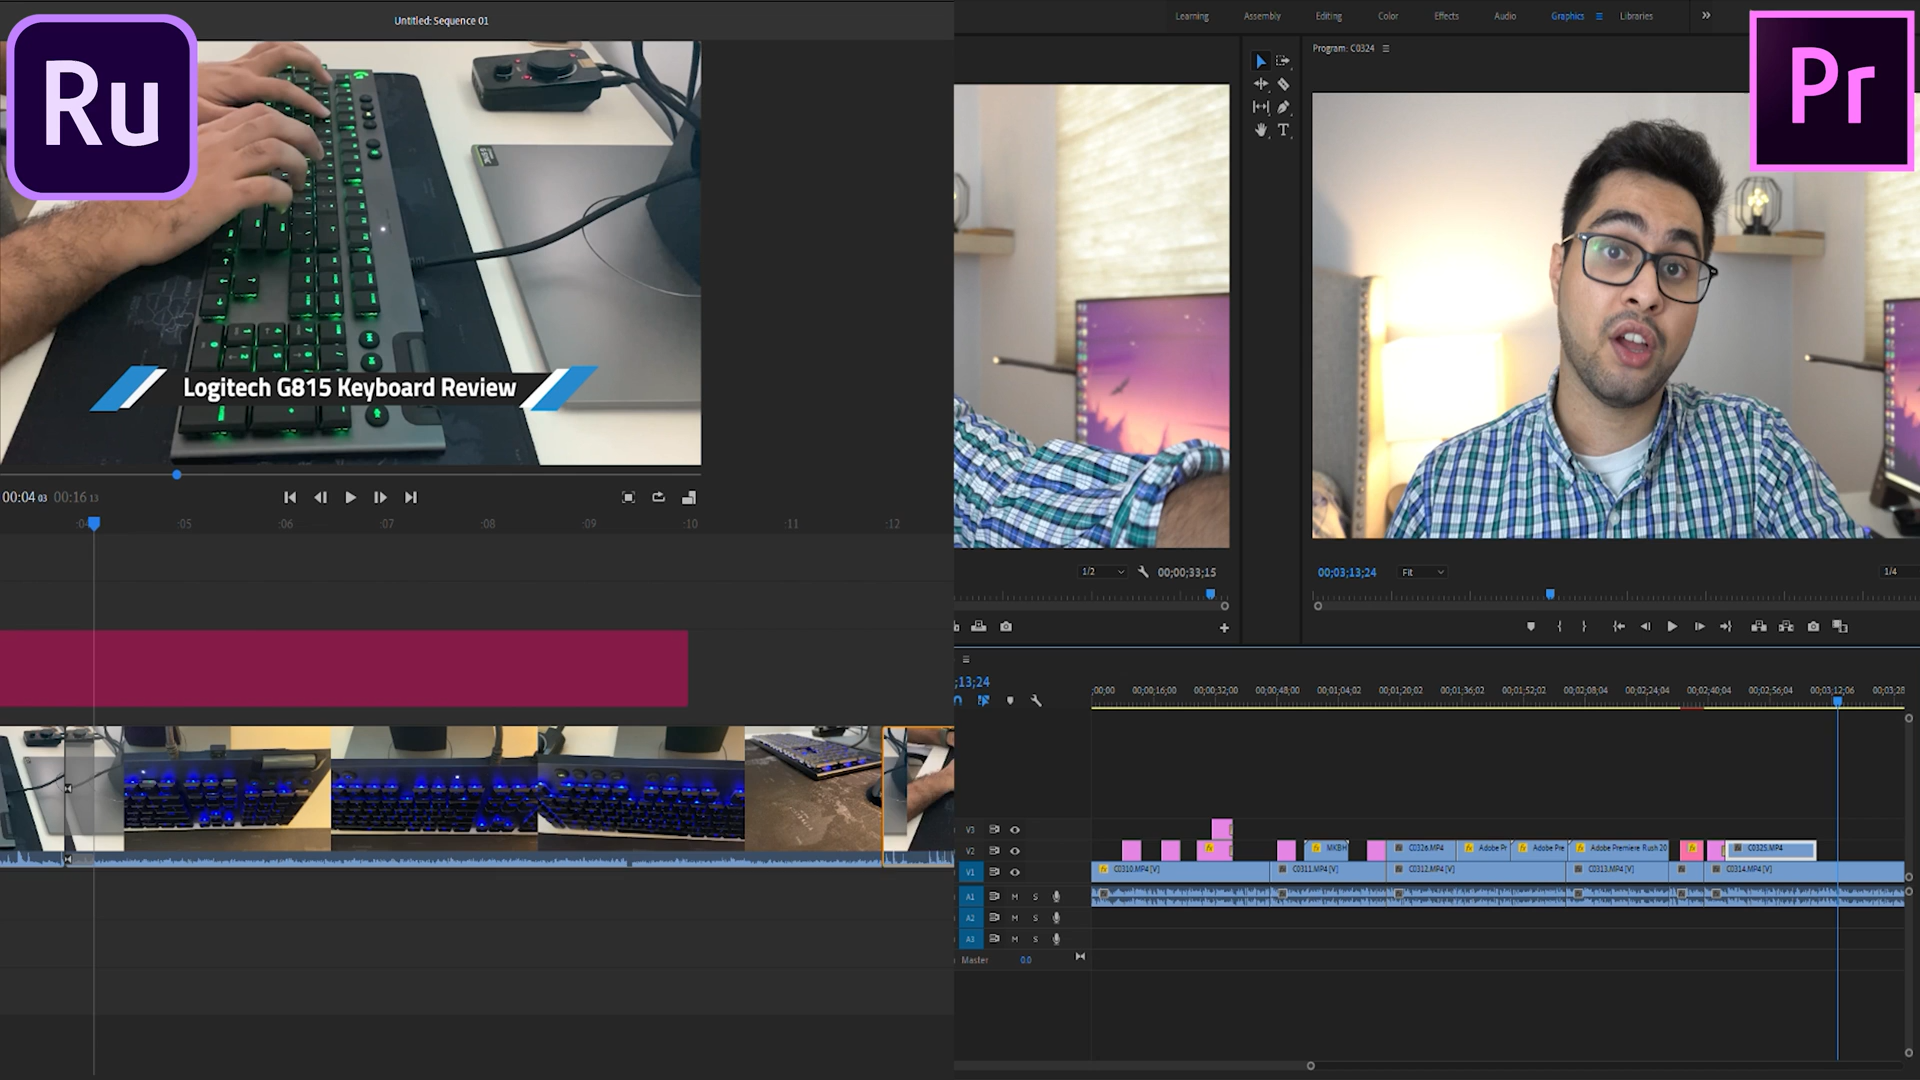 Untitled: Sequence 01
Ru
Logitech G815 Keyboard Review
00:04 03 00:16 13
:04 :05 :06 :07 :08 :09 :10 :11 :12
Learning Assembly Editing Color Effects Audio Graphics Libraries
Pr
Program: C0324
1/2 00;00;33;15
00;03;13;24 Fit 1/4
;13;24
;00;00 00;00;16;00 00;00;32;00 00;00;48;00 00;01;04;02 00;01;20;02 00;01;36;02 00;01;52;02 00;02;08;04 00;02;24;04 00;02;40;04 00;02;56;04 00;03;12;06 00;03;28
V3
V2 fx MKBH C0326.MP4 Adobe Pr Adobe Pre Adobe Premiere Rush 20 C0325.MP4
V1 C0310.MP4 [V] C0311.MP4 [V] C0312.MP4 [V] C0313.MP4 [V] C0314.MP4 [V]
A1 M S
A2 M S
A3 M S
Master 0.0